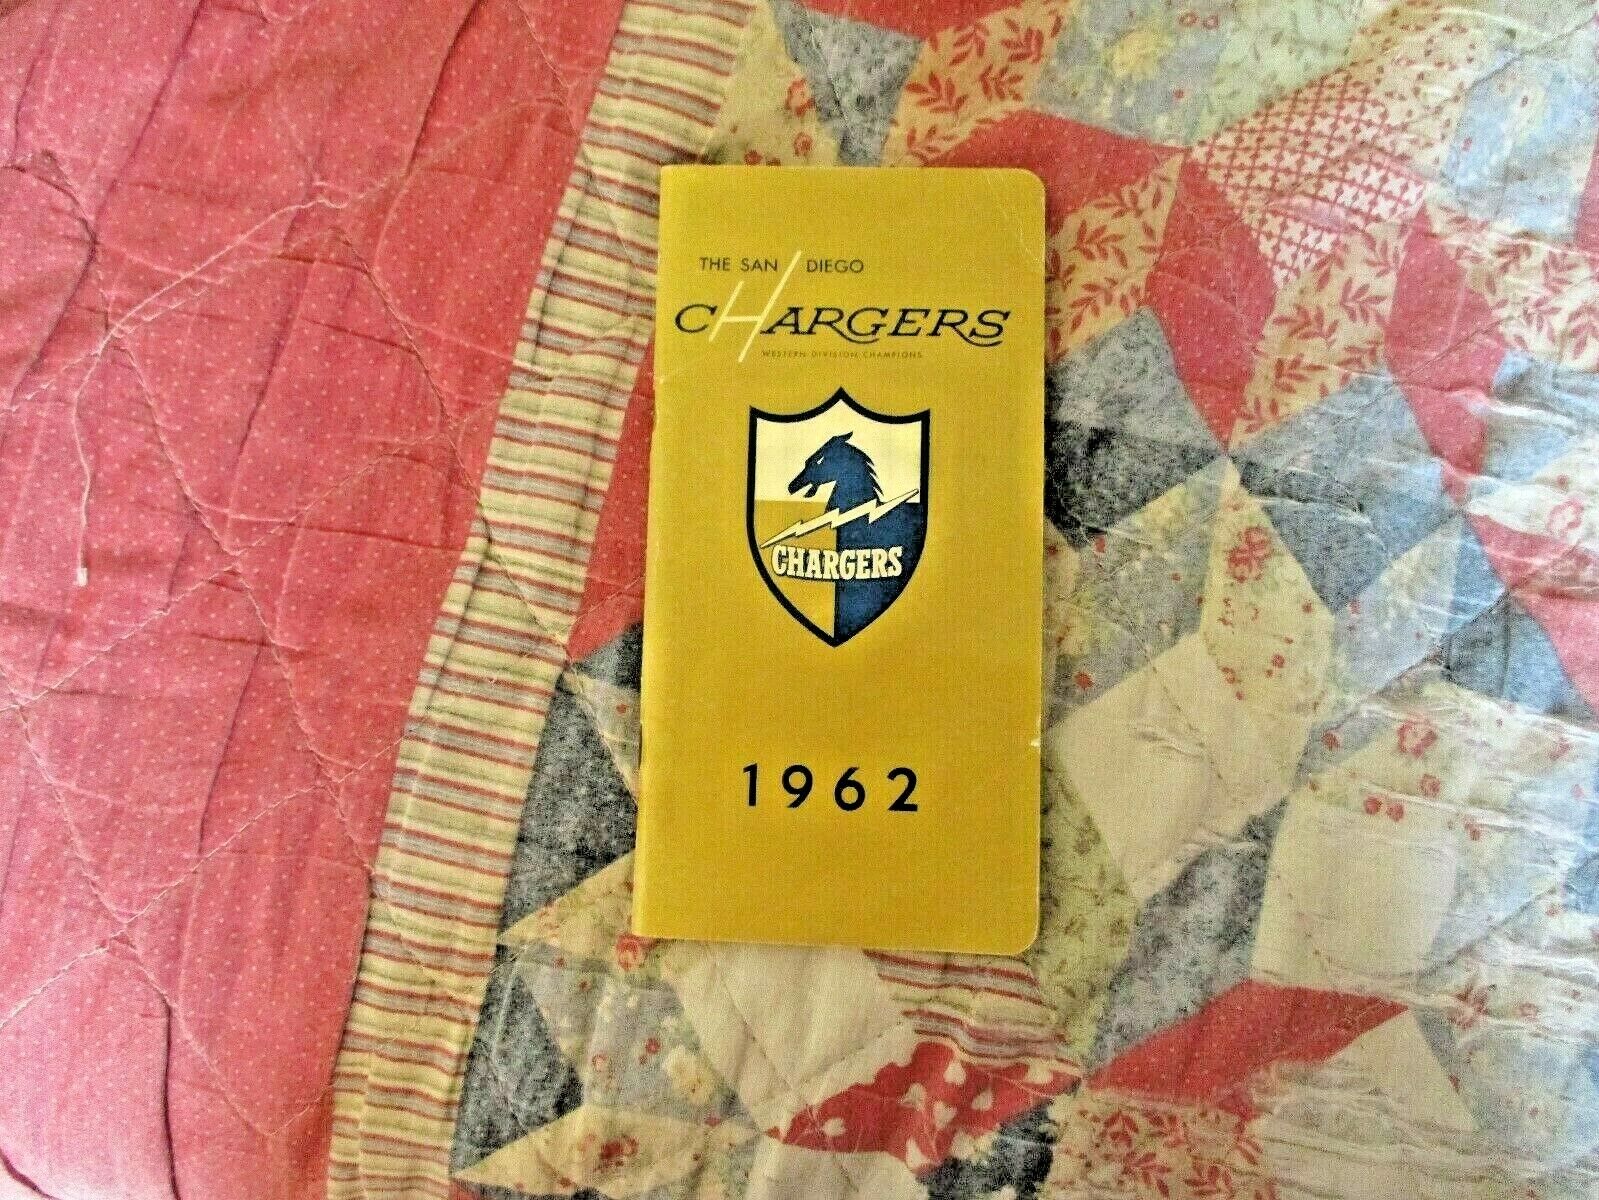 THE SAN DIEGO
CHARGERS
WESTERN DIVISION CHAMPIONS
CHARGERS
1962